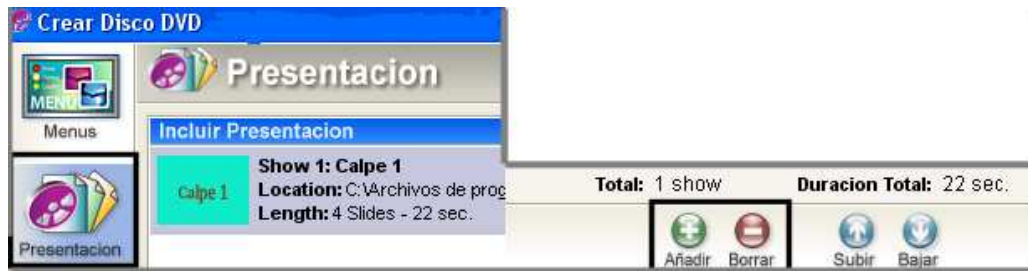 Crear Disco DVD
MENU
Menus
Presentacion
Presentacion
Incluir Presentacion
Calpe 1
Show 1: Calpe 1
Location: C:\Archivos de prog
Length: 4 Slides - 22 sec.
Total: 1 show
Duracion Total: 22 sec.
Añadir
Borrar
Subir
Bajar